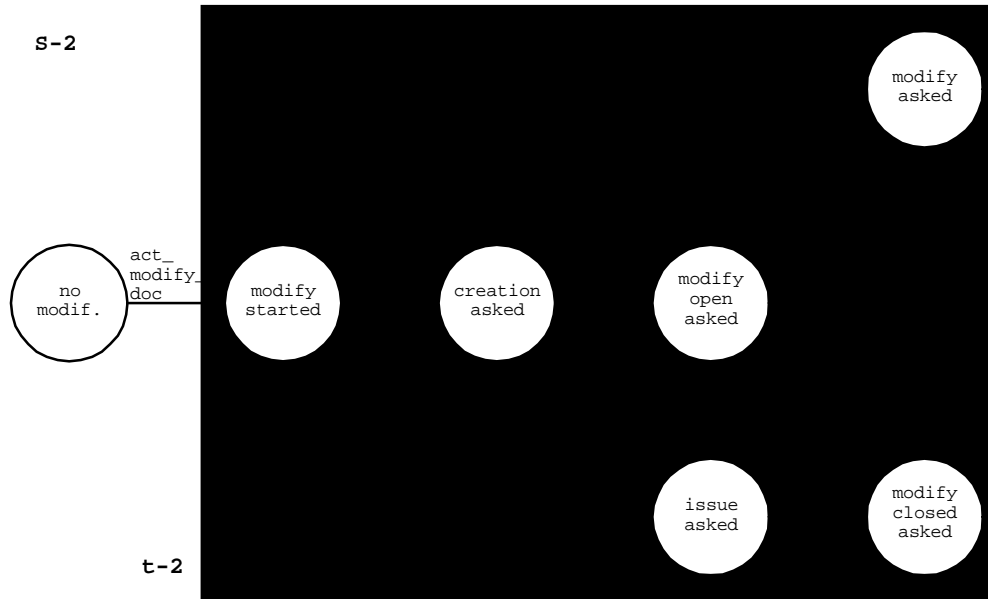 S-2
modify
asked
act_
modify_
doc
no
modif.
modify
started
creation
asked
modify
open
asked
issue
asked
modify
closed
asked
t-2